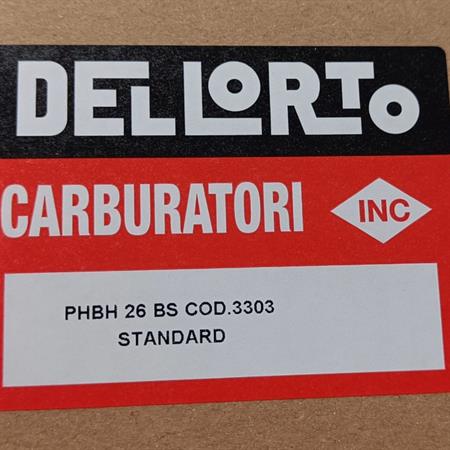 DELLORTO
CARBURATORI INC
PHBH 26 BS COD.3303
STANDARD